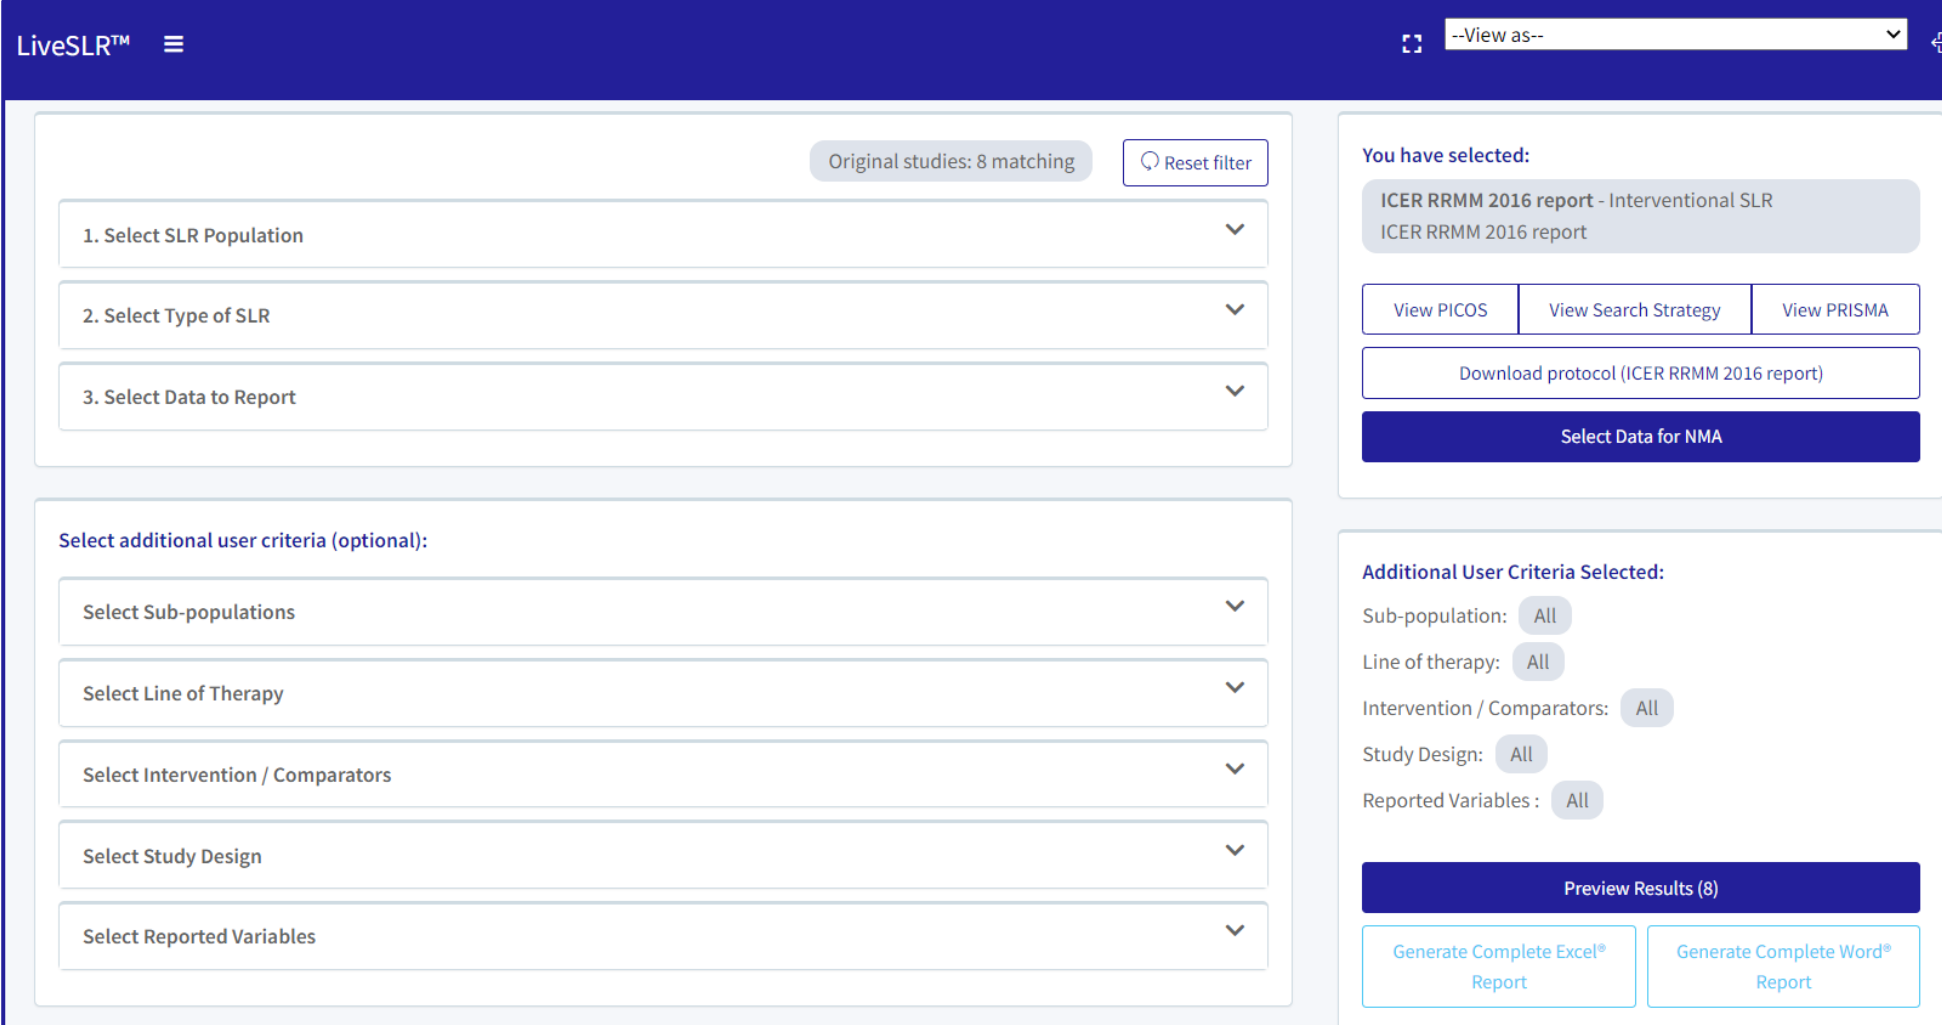 LiveSLR™
--View as--
Original studies: 8 matching
Reset filter
1. Select SLR Population
2. Select Type of SLR
3. Select Data to Report
Select additional user criteria (optional):
Select Sub-populations
Select Line of Therapy
Select Intervention / Comparators
Select Study Design
Select Reported Variables
You have selected:
ICER RRMM 2016 report - Interventional SLR
ICER RRMM 2016 report
View PICOS
View Search Strategy
View PRISMA
Download protocol (ICER RRMM 2016 report)
Select Data for NMA
Additional User Criteria Selected:
Sub-population: All
Line of therapy: All
Intervention / Comparators: All
Study Design: All
Reported Variables : All
Preview Results (8)
Generate Complete Excel®
Report
Generate Complete Word®
Report